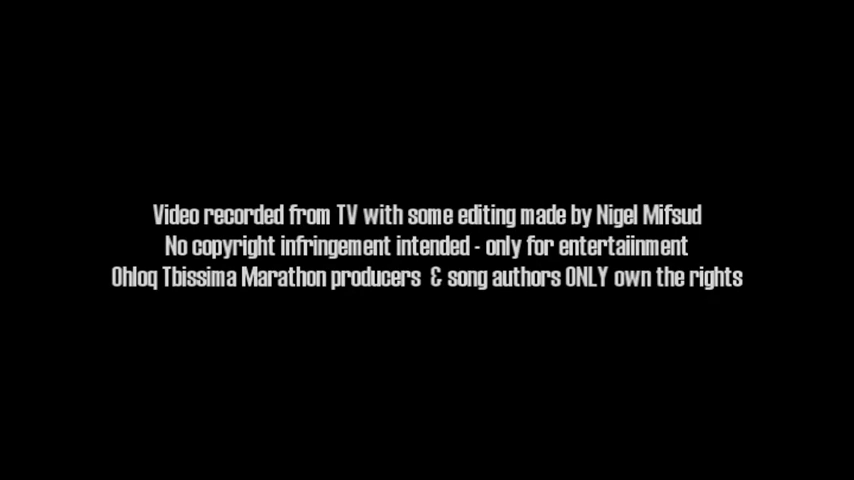 Video recorded from TV with some editing made by Nigel Mifsud
No copyright infringement intended - only for entertaiinment
Ohloq Tbissima Marathon producers & song authors ONLY own the rights